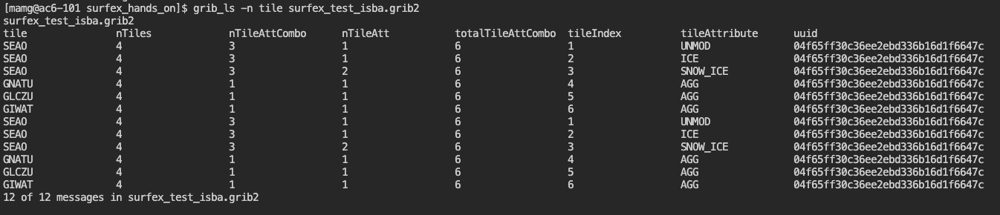 [mamg@ac6-101 surfex_hands_on]$ grib_ls -n tile surfex_test_isba.grib2
surfex_test_isba.grib2
tile nTiles nTileAttCombo nTileAtt totalTileAttCombo tileIndex tileAttribute uuid
SEAO 4 3 1 6 1 UNMOD 04f65ff30c36ee2ebd336b16d1f6647c
SEAO 4 3 1 6 2 ICE 04f65ff30c36ee2ebd336b16d1f6647c
SEAO 4 3 2 6 3 SNOW_ICE 04f65ff30c36ee2ebd336b16d1f6647c
GNATU 4 1 1 6 4 AGG 04f65ff30c36ee2ebd336b16d1f6647c
GLCZU 4 1 1 6 5 AGG 04f65ff30c36ee2ebd336b16d1f6647c
GIWAT 4 1 1 6 6 AGG 04f65ff30c36ee2ebd336b16d1f6647c
SEAO 4 3 1 6 1 UNMOD 04f65ff30c36ee2ebd336b16d1f6647c
SEAO 4 3 1 6 2 ICE 04f65ff30c36ee2ebd336b16d1f6647c
SEAO 4 3 2 6 3 SNOW_ICE 04f65ff30c36ee2ebd336b16d1f6647c
GNATU 4 1 1 6 4 AGG 04f65ff30c36ee2ebd336b16d1f6647c
GLCZU 4 1 1 6 5 AGG 04f65ff30c36ee2ebd336b16d1f6647c
GIWAT 4 1 1 6 6 AGG 04f65ff30c36ee2ebd336b16d1f6647c
12 of 12 messages in surfex_test_isba.grib2